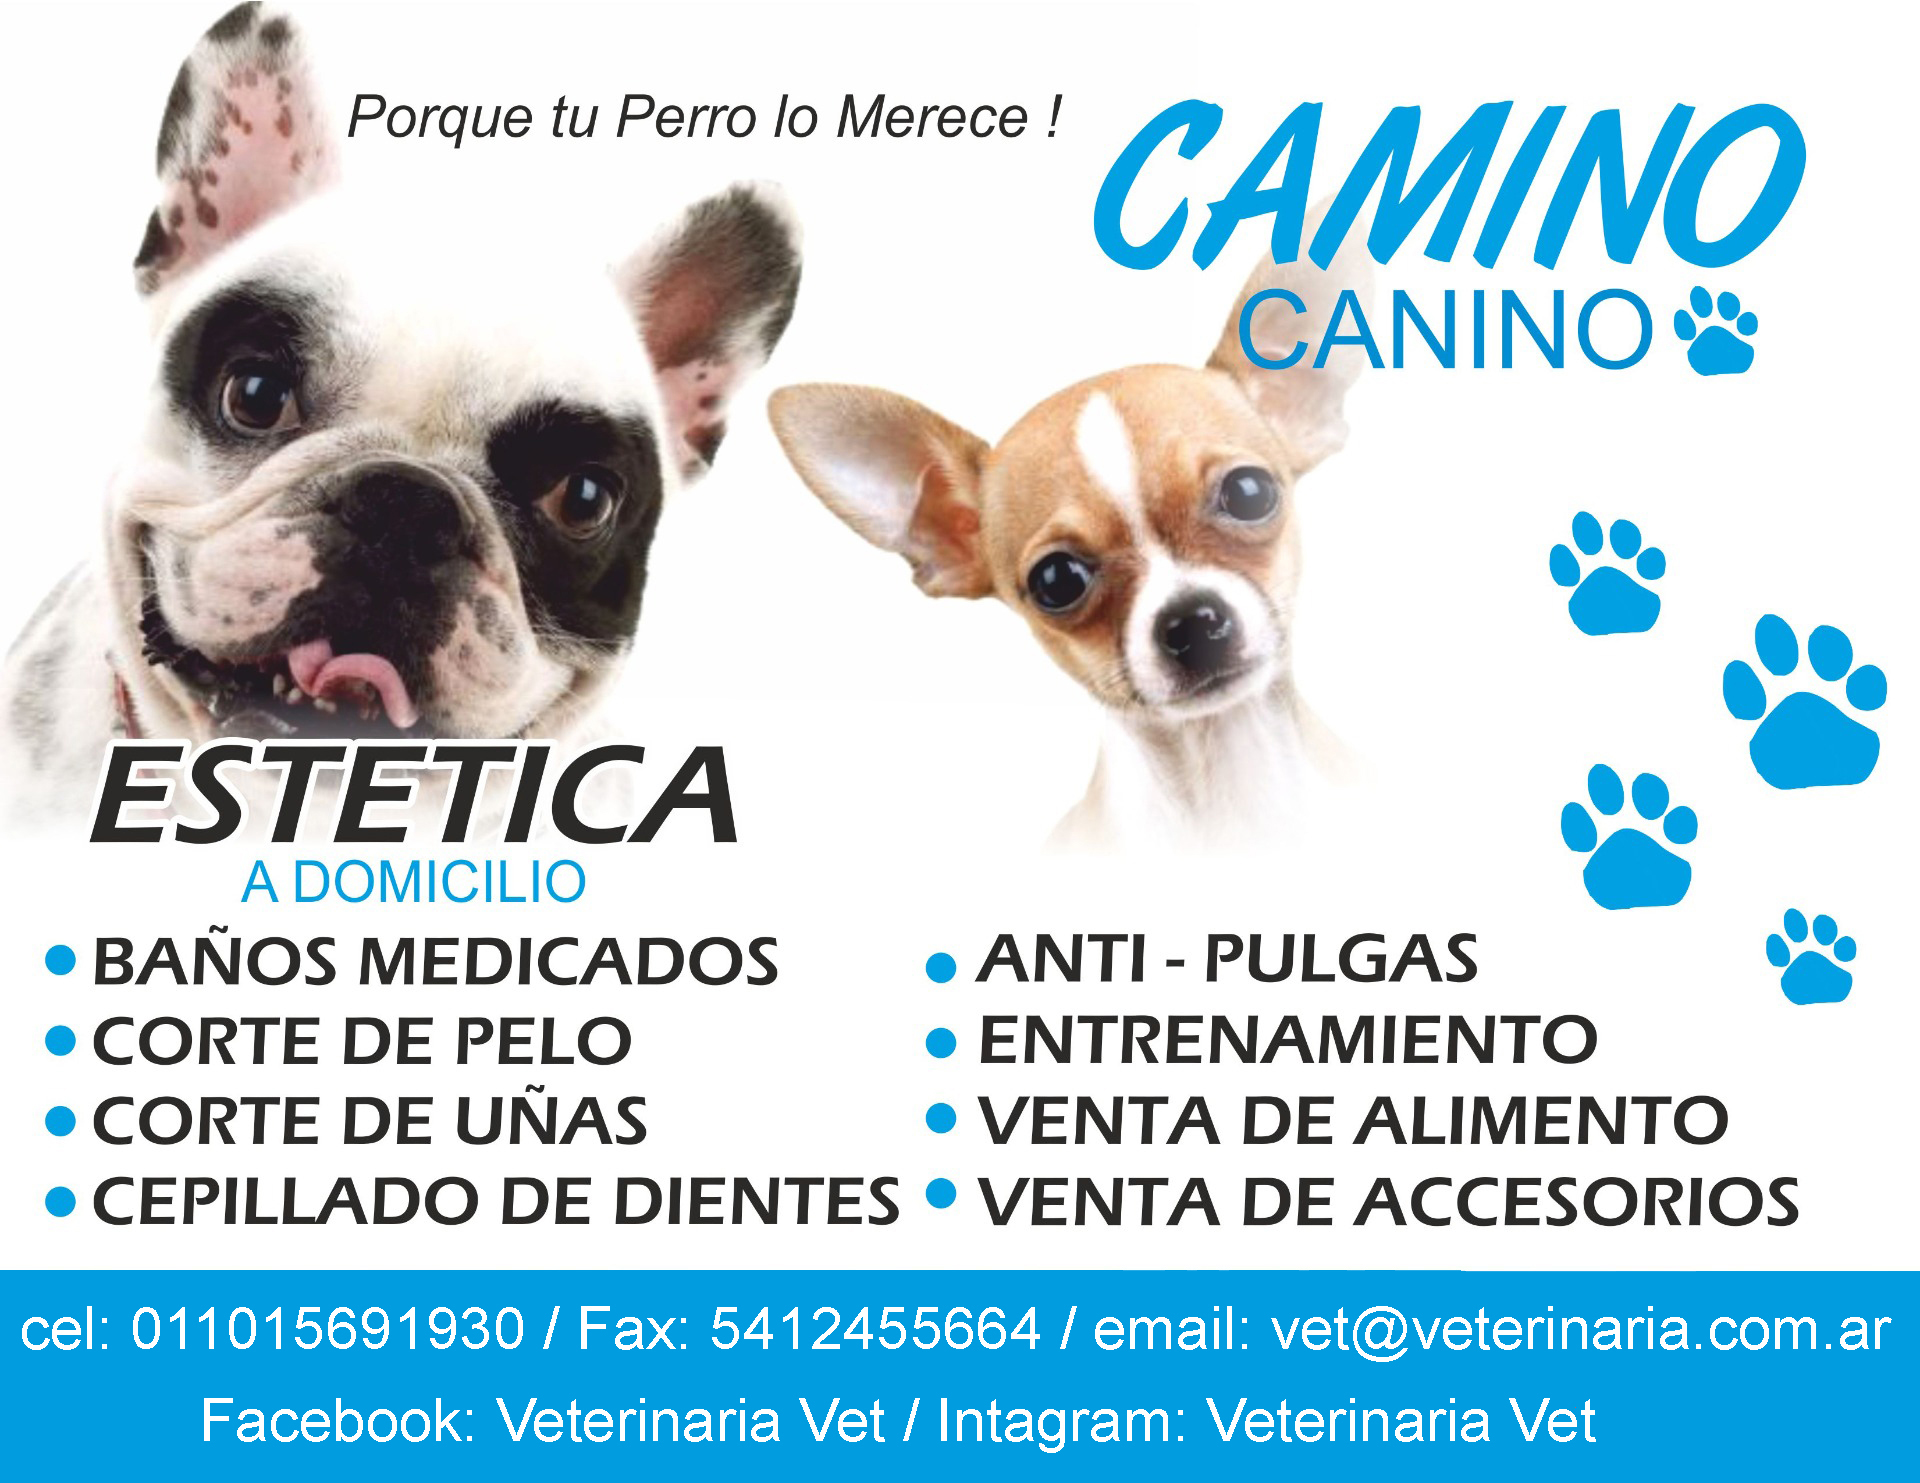 Porque tu Perro lo Merece !
CAMINO
CANINO
ESTETICA
A DOMICILIO
BAÑOS MEDICADOS
CORTE DE PELO
CORTE DE UÑAS
CEPILLADO DE DIENTES
ANTI - PULGAS
ENTRENAMIENTO
VENTA DE ALIMENTO
VENTA DE ACCESORIOS
cel: 011015691930 / Fax: 5412455664 / email: vet@veterinaria.com.ar
Facebook: Veterinaria Vet / Intagram: Veterinaria Vet